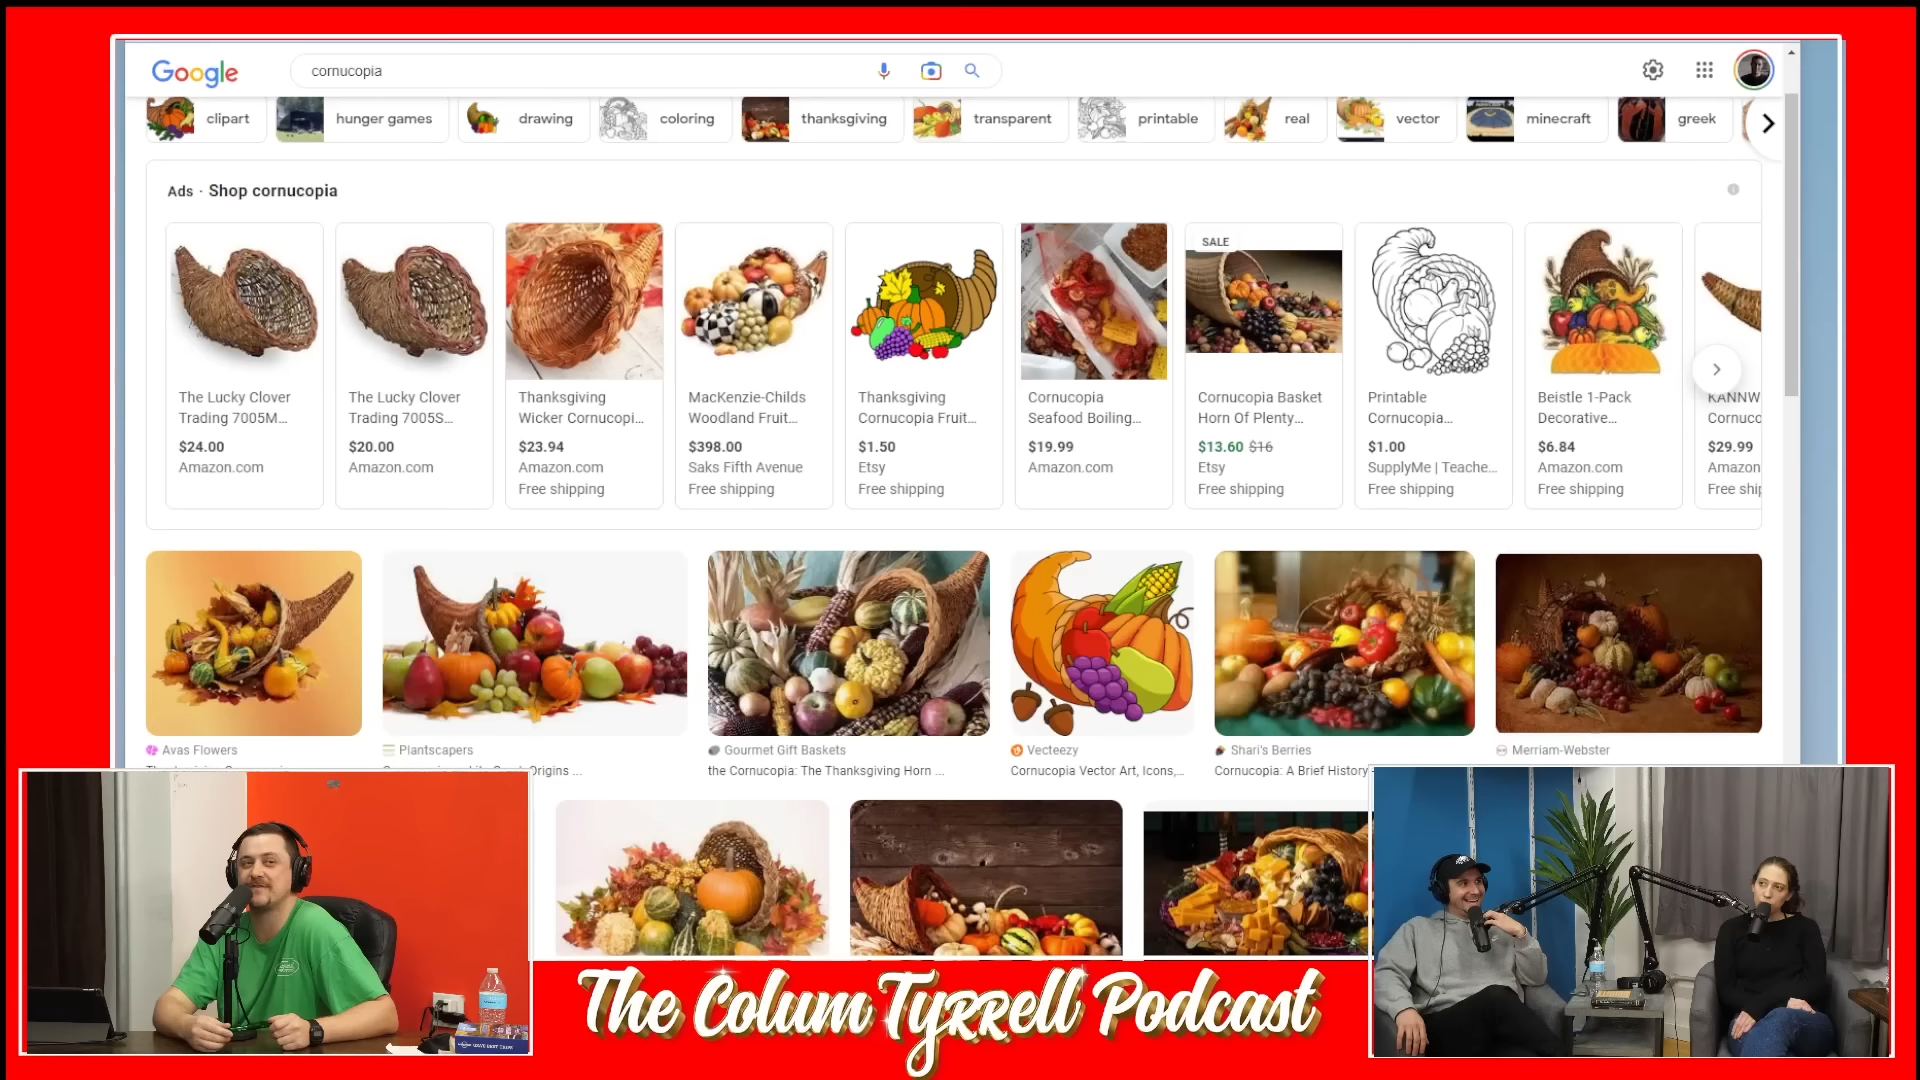 Google
cornucopia
clipart
hunger games
drawing
coloring
thanksgiving
transparent
printable
real
vector
minecraft
greek
Ads · Shop cornucopia
SALE
The Lucky Clover
Trading 7005M...
$24.00
Amazon.com
The Lucky Clover
Trading 7005S...
$20.00
Amazon.com
Thanksgiving
Wicker Cornucopi...
$23.94
Amazon.com
Free shipping
MacKenzie-Childs
Woodland Fruit...
$398.00
Saks Fifth Avenue
Free shipping
Thanksgiving
Cornucopia Fruit...
$1.50
Etsy
Free shipping
Cornucopia
Seafood Boiling...
$19.99
Amazon.com
Cornucopia Basket
Horn Of Plenty...
$13.60 $16
Etsy
Free shipping
Printable
Cornucopia...
$1.00
SupplyMe | Teache...
Free shipping
Beistle 1-Pack
Decorative...
$6.84
Amazon.com
Free shipping
KANNW
Cornuco
$29.99
Amazon
Free ship
Avas Flowers
Plantscapers
Origins ...
Gourmet Gift Baskets
the Cornucopia: The Thanksgiving Horn ...
Vecteezy
Cornucopia Vector Art, Icons,...
Shari's Berries
Cornucopia: A Brief History
Merriam-Webster
The Colum Tyrrell Podcast